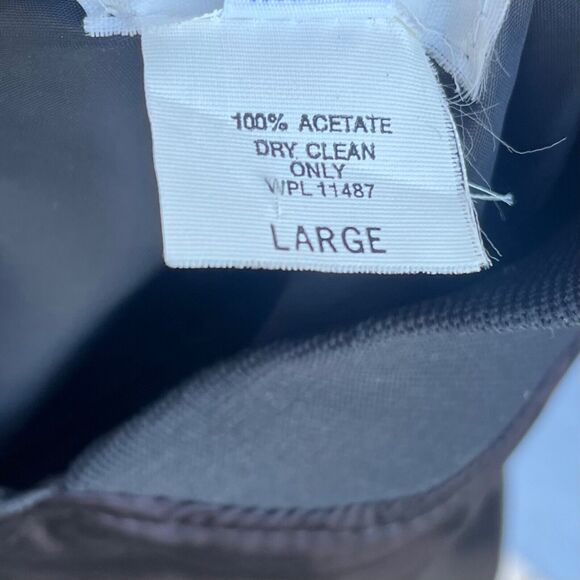 100% ACETATE
DRY CLEAN
ONLY
WPL 11487
LARGE